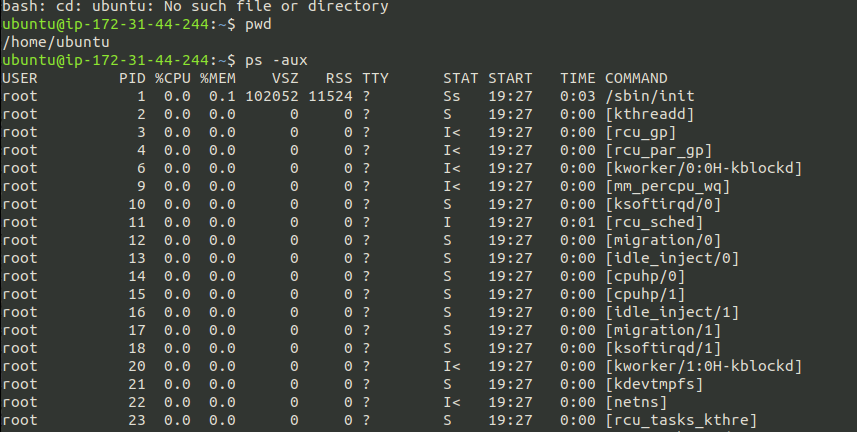 bash: cd: ubuntu: No such file or directory
ubuntu@ip-172-31-44-244:~$ pwd
/home/ubuntu
ubuntu@ip-172-31-44-244:~$ ps -aux
USER         PID %CPU %MEM    VSZ   RSS TTY      STAT START   TIME COMMAND
root           1  0.0  0.1 102052 11524 ?        Ss   19:27   0:03 /sbin/init
root           2  0.0  0.0      0     0 ?        S    19:27   0:00 [kthreadd]
root           3  0.0  0.0      0     0 ?        I<   19:27   0:00 [rcu_gp]
root           4  0.0  0.0      0     0 ?        I<   19:27   0:00 [rcu_par_gp]
root           6  0.0  0.0      0     0 ?        I<   19:27   0:00 [kworker/0:0H-kblockd]
root           9  0.0  0.0      0     0 ?        I<   19:27   0:00 [mm_percpu_wq]
root          10  0.0  0.0      0     0 ?        S    19:27   0:00 [ksoftirqd/0]
root          11  0.0  0.0      0     0 ?        I    19:27   0:01 [rcu_sched]
root          12  0.0  0.0      0     0 ?        S    19:27   0:00 [migration/0]
root          13  0.0  0.0      0     0 ?        S    19:27   0:00 [idle_inject/0]
root          14  0.0  0.0      0     0 ?        S    19:27   0:00 [cpuhp/0]
root          15  0.0  0.0      0     0 ?        S    19:27   0:00 [cpuhp/1]
root          16  0.0  0.0      0     0 ?        S    19:27   0:00 [idle_inject/1]
root          17  0.0  0.0      0     0 ?        S    19:27   0:00 [migration/1]
root          18  0.0  0.0      0     0 ?        S    19:27   0:00 [ksoftirqd/1]
root          20  0.0  0.0      0     0 ?        I<   19:27   0:00 [kworker/1:0H-kblockd]
root          21  0.0  0.0      0     0 ?        S    19:27   0:00 [kdevtmpfs]
root          22  0.0  0.0      0     0 ?        I<   19:27   0:00 [netns]
root          23  0.0  0.0      0     0 ?        S    19:27   0:00 [rcu_tasks_kthre]